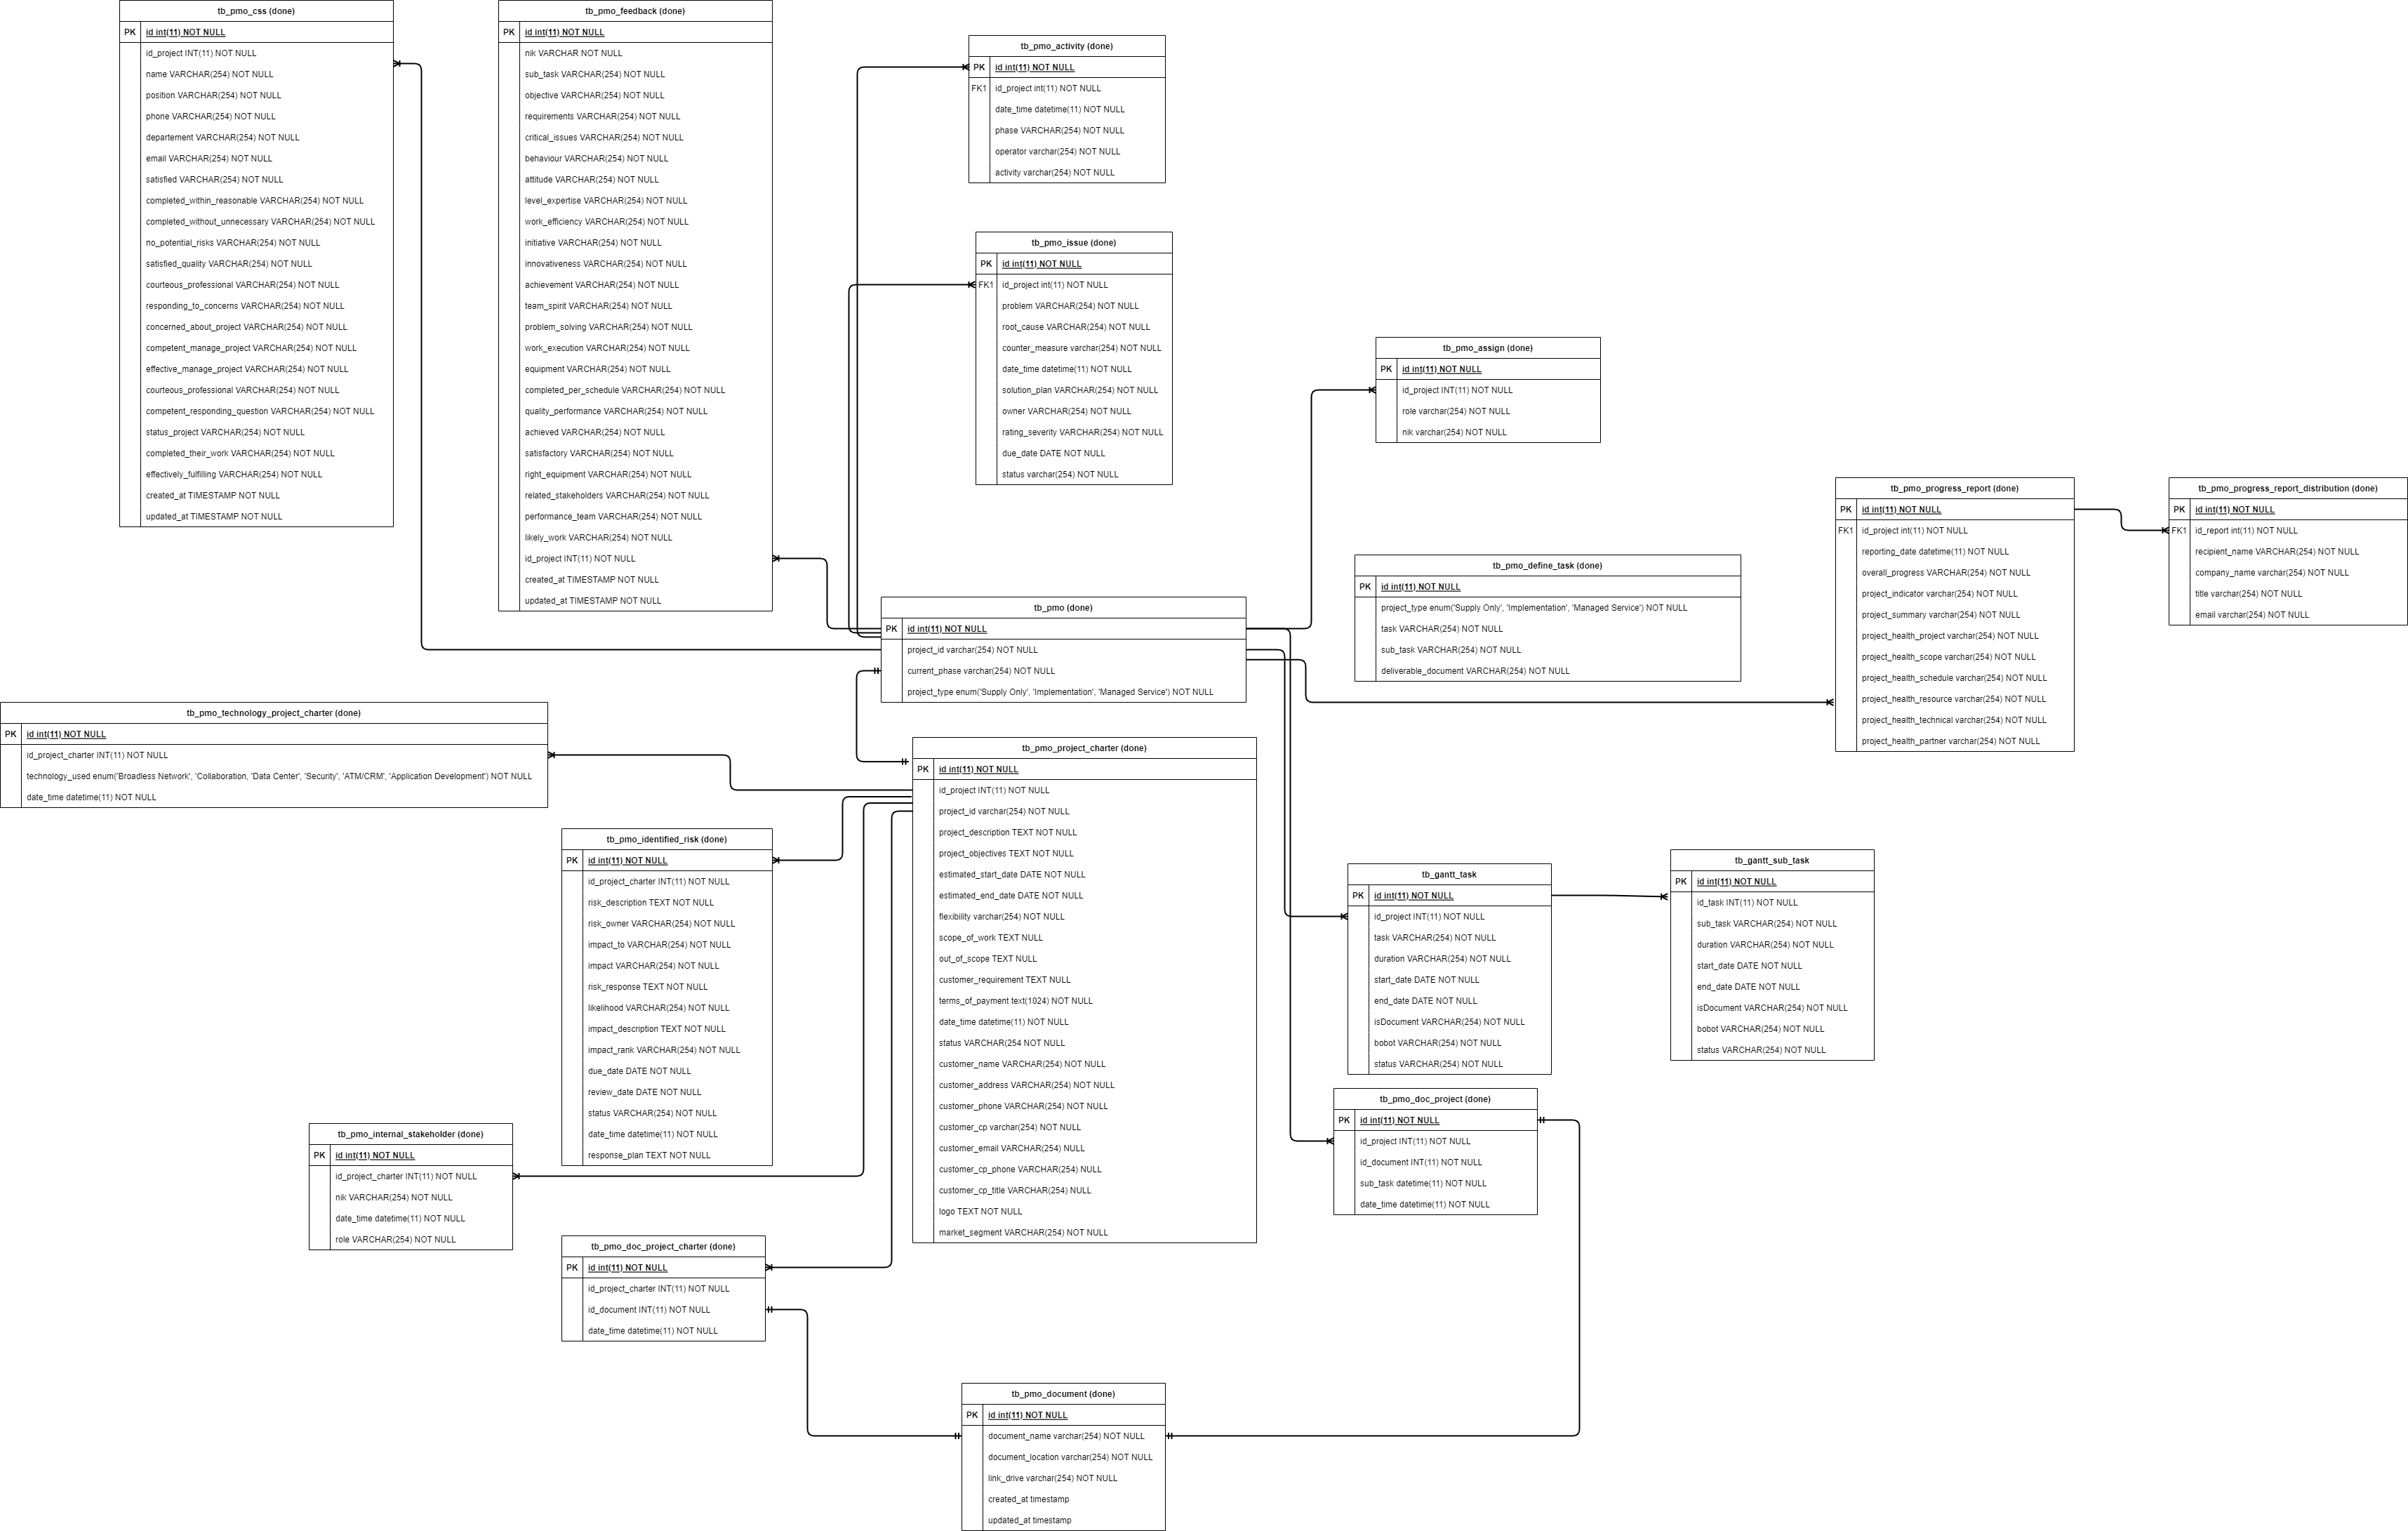 tb_pmo_css (done)
PK id int(11) NOT NULL
id_project INT(11) NOT NULL
name VARCHAR(254) NOT NULL
position VARCHAR(254) NOT NULL
phone VARCHAR(254) NOT NULL
departement VARCHAR(254) NOT NULL
email VARCHAR(254) NOT NULL
satisfied VARCHAR(254) NOT NULL
completed_within_reasonable VARCHAR(254) NOT NULL
completed_without_unnecessary VARCHAR(254) NOT NULL
no_potential_risks VARCHAR(254) NOT NULL
satisfied_quality VARCHAR(254) NOT NULL
courteous_professional VARCHAR(254) NOT NULL
responding_to_concerns VARCHAR(254) NOT NULL
concerned_about_project VARCHAR(254) NOT NULL
competent_manage_project VARCHAR(254) NOT NULL
effective_manage_project VARCHAR(254) NOT NULL
courteous_professional VARCHAR(254) NOT NULL
competent_responding_question VARCHAR(254) NOT NULL
status_project VARCHAR(254) NOT NULL
completed_their_work VARCHAR(254) NOT NULL
effectively_fulfilling VARCHAR(254) NOT NULL
created_at TIMESTAMP NOT NULL
updated_at TIMESTAMP NOT NULL
tb_pmo_feedback (done)
PK id int(11) NOT NULL
nik VARCHAR NOT NULL
sub_task VARCHAR(254) NOT NULL
objective VARCHAR(254) NOT NULL
requirements VARCHAR(254) NOT NULL
critical_issues VARCHAR(254) NOT NULL
behaviour VARCHAR(254) NOT NULL
attitude VARCHAR(254) NOT NULL
level_expertise VARCHAR(254) NOT NULL
work_efficiency VARCHAR(254) NOT NULL
initiative VARCHAR(254) NOT NULL
innovativeness VARCHAR(254) NOT NULL
achievement VARCHAR(254) NOT NULL
team_spirit VARCHAR(254) NOT NULL
problem_solving VARCHAR(254) NOT NULL
work_execution VARCHAR(254) NOT NULL
equipment VARCHAR(254) NOT NULL
completed_per_schedule VARCHAR(254) NOT NULL
quality_performance VARCHAR(254) NOT NULL
achieved VARCHAR(254) NOT NULL
satisfactory VARCHAR(254) NOT NULL
right_equipment VARCHAR(254) NOT NULL
related_stakeholders VARCHAR(254) NOT NULL
performance_team VARCHAR(254) NOT NULL
likely_work VARCHAR(254) NOT NULL
id_project INT(11) NOT NULL
created_at TIMESTAMP NOT NULL
updated_at TIMESTAMP NOT NULL
tb_pmo_activity (done)
PK id int(11) NOT NULL
FK1 id_project int(11) NOT NULL
date_time datetime(11) NOT NULL
phase VARCHAR(254) NOT NULL
operator varchar(254) NOT NULL
activity varchar(254) NOT NULL
tb_pmo_issue (done)
PK id int(11) NOT NULL
FK1 id_project int(11) NOT NULL
problem VARCHAR(254) NOT NULL
root_cause VARCHAR(254) NOT NULL
counter_measure varchar(254) NOT NULL
date_time datetime(11) NOT NULL
solution_plan VARCHAR(254) NOT NULL
owner VARCHAR(254) NOT NULL
rating_severity VARCHAR(254) NOT NULL
due_date DATE NOT NULL
status varchar(254) NOT NULL
tb_pmo_assign (done)
PK id int(11) NOT NULL
id_project INT(11) NOT NULL
role varchar(254) NOT NULL
nik varchar(254) NOT NULL
tb_pmo_progress_report (done)
PK id int(11) NOT NULL
FK1 id_project int(11) NOT NULL
reporting_date datetime(11) NOT NULL
overall_progress VARCHAR(254) NOT NULL
project_indicator varchar(254) NOT NULL
project_summary varchar(254) NOT NULL
project_health_project varchar(254) NOT NULL
project_health_scope varchar(254) NOT NULL
project_health_schedule varchar(254) NOT NULL
project_health_resource varchar(254) NOT NULL
project_health_technical varchar(254) NOT NULL
project_health_partner varchar(254) NOT NULL
tb_pmo_progress_report_distribution (done)
PK id int(11) NOT NULL
FK1 id_report int(11) NOT NULL
recipient_name VARCHAR(254) NOT NULL
company_name varchar(254) NOT NULL
title varchar(254) NOT NULL
email varchar(254) NOT NULL
tb_pmo_define_task (done)
PK id int(11) NOT NULL
project_type enum('Supply Only', 'Implementation', 'Managed Service') NOT NULL
task VARCHAR(254) NOT NULL
sub_task VARCHAR(254) NOT NULL
deliverable_document VARCHAR(254) NOT NULL
tb_pmo (done)
PK id int(11) NOT NULL
project_id varchar(254) NOT NULL
current_phase varchar(254) NOT NULL
project_type enum('Supply Only', 'Implementation', 'Managed Service') NOT NULL
tb_pmo_technology_project_charter (done)
PK id int(11) NOT NULL
id_project_charter INT(11) NOT NULL
technology_used enum('Broadless Network', 'Collaboration, 'Data Center', 'Security', 'ATM/CRM', 'Application Development') NOT NULL
date_time datetime(11) NOT NULL
tb_pmo_project_charter (done)
PK id int(11) NOT NULL
id_project INT(11) NOT NULL
project_id varchar(254) NOT NULL
project_description TEXT NOT NULL
project_objectives TEXT NOT NULL
estimated_start_date DATE NOT NULL
estimated_end_date DATE NOT NULL
flexibility varchar(254) NOT NULL
scope_of_work TEXT NULL
out_of_scope TEXT NULL
customer_requirement TEXT NULL
terms_of_payment text(1024) NOT NULL
date_time datetime(11) NOT NULL
status VARCHAR(254 NOT NULL
customer_name VARCHAR(254) NOT NULL
customer_address VARCHAR(254) NOT NULL
customer_phone VARCHAR(254) NOT NULL
customer_cp varchar(254) NOT NULL
customer_email VARCHAR(254) NULL
customer_cp_phone VARCHAR(254) NULL
customer_cp_title VARCHAR(254) NULL
logo TEXT NOT NULL
market_segment VARCHAR(254) NOT NULL
tb_pmo_identified_risk (done)
PK id int(11) NOT NULL
id_project_charter INT(11) NOT NULL
risk_description TEXT NOT NULL
risk_owner VARCHAR(254) NOT NULL
impact_to VARCHAR(254) NOT NULL
impact VARCHAR(254) NOT NULL
risk_response TEXT NOT NULL
likelihood VARCHAR(254) NOT NULL
impact_description TEXT NOT NULL
impact_rank VARCHAR(254) NOT NULL
due_date DATE NOT NULL
review_date DATE NOT NULL
status VARCHAR(254) NOT NULL
date_time datetime(11) NOT NULL
response_plan TEXT NOT NULL
tb_gantt_task
PK id int(11) NOT NULL
id_project INT(11) NOT NULL
task VARCHAR(254) NOT NULL
duration VARCHAR(254) NOT NULL
start_date DATE NOT NULL
end_date DATE NOT NULL
isDocument VARCHAR(254) NOT NULL
bobot VARCHAR(254) NOT NULL
status VARCHAR(254) NOT NULL
tb_gantt_sub_task
PK id int(11) NOT NULL
id_task INT(11) NOT NULL
sub_task VARCHAR(254) NOT NULL
duration VARCHAR(254) NOT NULL
start_date DATE NOT NULL
end_date DATE NOT NULL
isDocument VARCHAR(254) NOT NULL
bobot VARCHAR(254) NOT NULL
status VARCHAR(254) NOT NULL
tb_pmo_doc_project (done)
PK id int(11) NOT NULL
id_project INT(11) NOT NULL
id_document INT(11) NOT NULL
sub_task datetime(11) NOT NULL
date_time datetime(11) NOT NULL
tb_pmo_internal_stakeholder (done)
PK id int(11) NOT NULL
id_project_charter INT(11) NOT NULL
nik VARCHAR(254) NOT NULL
date_time datetime(11) NOT NULL
role VARCHAR(254) NOT NULL
tb_pmo_doc_project_charter (done)
PK id int(11) NOT NULL
id_project_charter INT(11) NOT NULL
id_document INT(11) NOT NULL
date_time datetime(11) NOT NULL
tb_pmo_document (done)
PK id int(11) NOT NULL
document_name varchar(254) NOT NULL
document_location varchar(254) NOT NULL
link_drive varchar(254) NOT NULL
created_at timestamp
updated_at timestamp